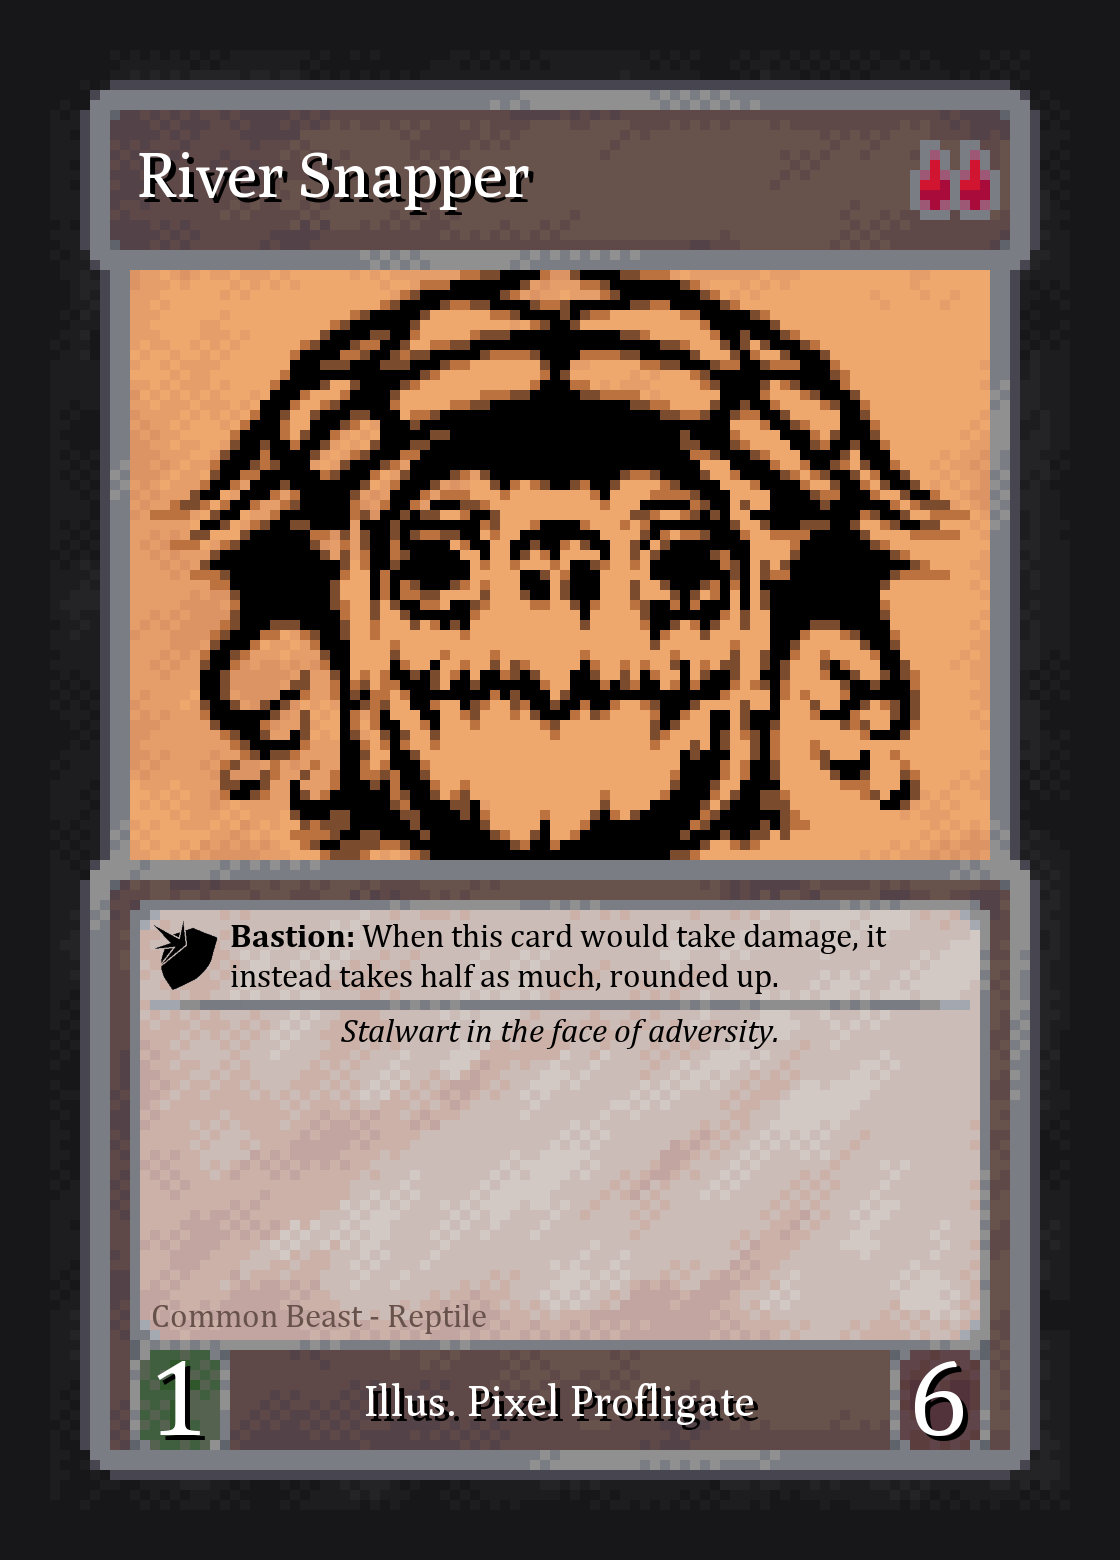 River Snapper
Bastion: When this card would take damage, it
instead takes half as much, rounded up.
Stalwart in the face of adversity.
Common Beast - Reptile
1
Illus. Pixel Profligate
6